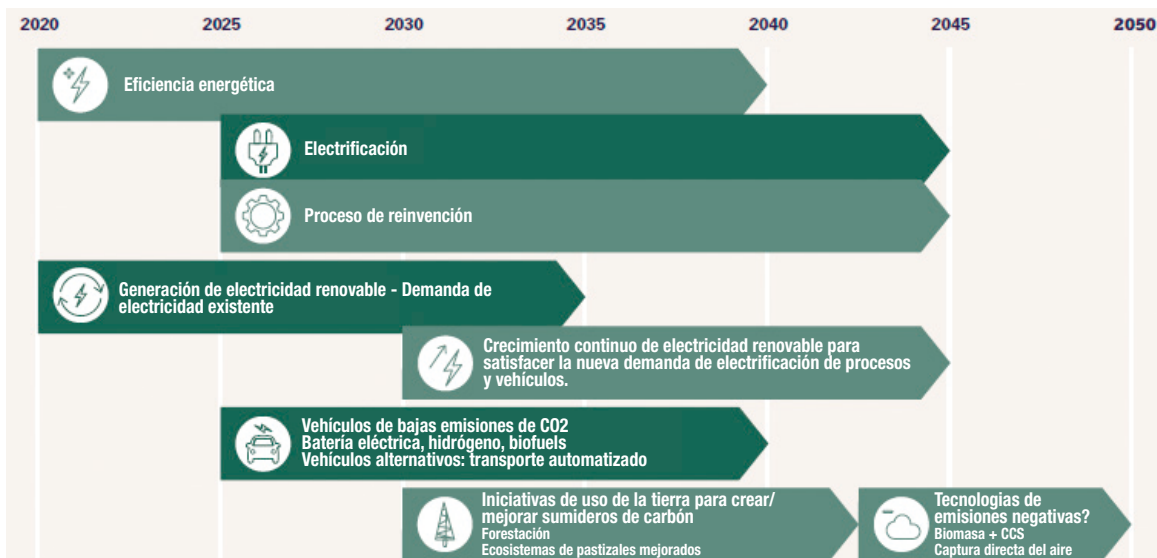 2020 2025 2030 2035 2040 2045 2050
Eficiencia energética
Electrificación
Proceso de reinvención
Generación de electricidad renovable - Demanda de
electricidad existente
Crecimiento continuo de electricidad renovable para
satisfacer la nueva demanda de electrificación de procesos
y vehículos.
Vehículos de bajas emisiones de CO2
Batería eléctrica, hidrógeno, biofuels
Vehículos alternativos: transporte automatizado
Iniciativas de uso de la tierra para crear/
mejorar sumideros de carbón
Forestación
Ecosistemas de pastizales mejorados
Tecnologias de
emisiones negativas?
Biomasa + CCS
Captura directa del aire